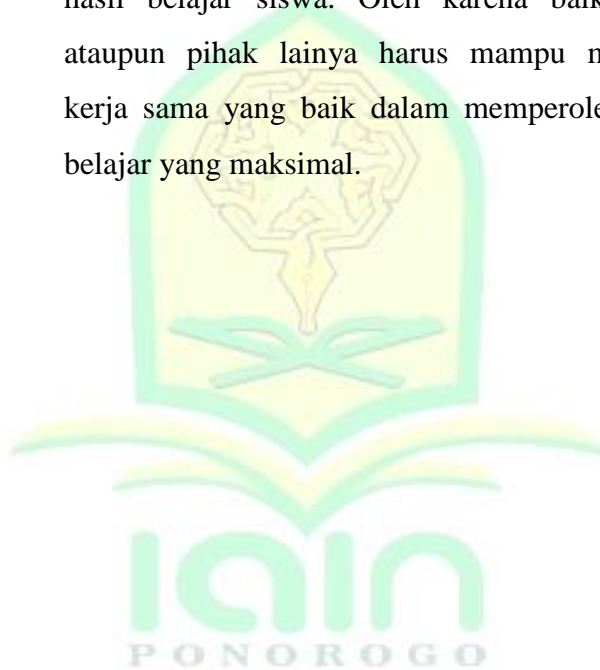 hasil belajar siswa. Oleh karena baik
ataupun pihak lainya harus mampu
kerja sama yang baik dalam
belajar yang maksimal.
iain
PONOROGO